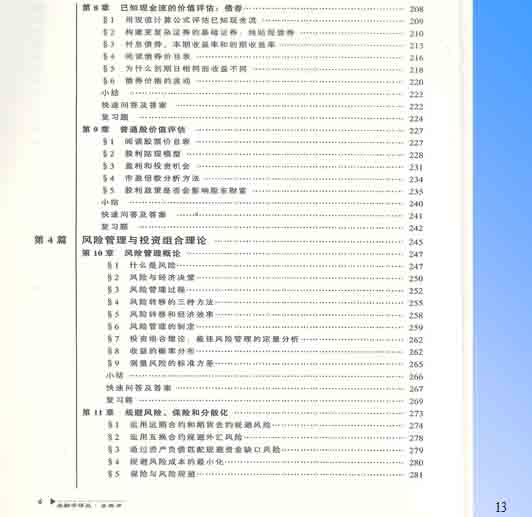 第8章 已知现金流的价值评估：债券 208
§1 用现值计算公式评估已知现金流 209
§2 构建更复杂证券的基础证券：纯贴现债券 210
§3 付息债券、本期收益率和到期收益率 213
§4 阅读债券价目表 216
§5 为什么到期日相同而收益不同 218
§6 债券价格的波动 220
小结 222
快速问答及答案 222
复习题 224
第9章 普通股价值评估 227
§1 阅读股票价目表 227
§2 股利贴现模型 228
§3 盈利和投资机会 231
§4 市盈倍数分析方法 234
§5 股利政策是否会影响股东财富 235
小结 240
快速问答及答案 241
复习题 242
第4篇 风险管理与投资组合理论 245
第10章 风险管理概论 247
§1 什么是风险 247
§2 风险与经济决策 250
§3 风险管理过程 252
§4 风险转移的三种方法 255
§5 风险转移和经济效率 258
§6 风险管理的制定 259
§7 投资组合理论：最佳风险管理的定量分析 262
§8 收益的概率分布 262
§9 测量风险的标准方差 265
小结 266
快速问答及答案 267
复习题 269
第11章 规避风险、保险和分散化 273
§1 运用远期合约和期货合约规避风险 274
§2 运用互换合约规避外汇风险 278
§3 通过资产负债匹配规避资金缺口风险 279
§4 规避风险成本的最小化 280
§5 保险与风险规避 281
6
13